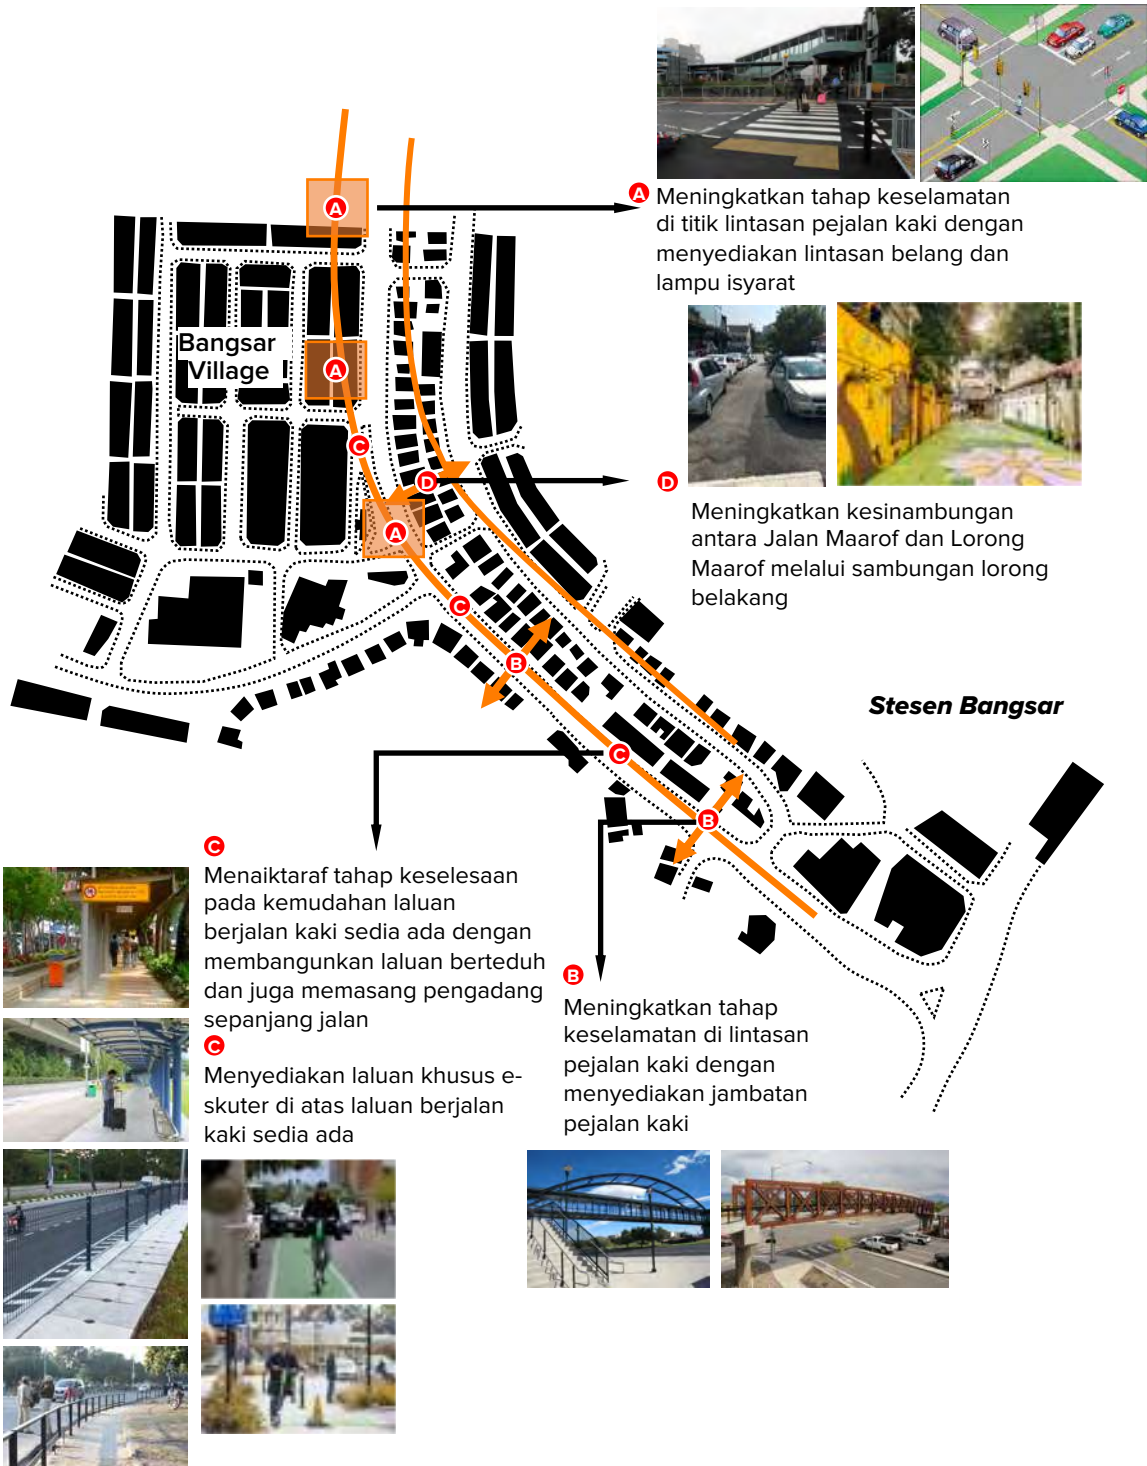 A
Meningkatkan tahap keselamatan
di titik lintasan pejalan kaki dengan
menyediakan lintasan belang dan
lampu isyarat
A
Bangsar
Village
A
C
D
D
Meningkatkan kesinambungan
antara Jalan Maarof dan Lorong
Maarof melalui sambungan lorong
belakang
A
C
B
Stesen Bangsar
C
B
C
Menaiktaraf tahap keselesaan
pada kemudahan laluan
berjalan kaki sedia ada dengan
membangunkan laluan berteduh
dan juga memasang pengadang
sepanjang jalan
C
Menyediakan laluan khusus e-
skuter di atas laluan berjalan
kaki sedia ada
B
Meningkatkan tahap
keselamatan di lintasan
pejalan kaki dengan
menyediakan jambatan
pejalan kaki